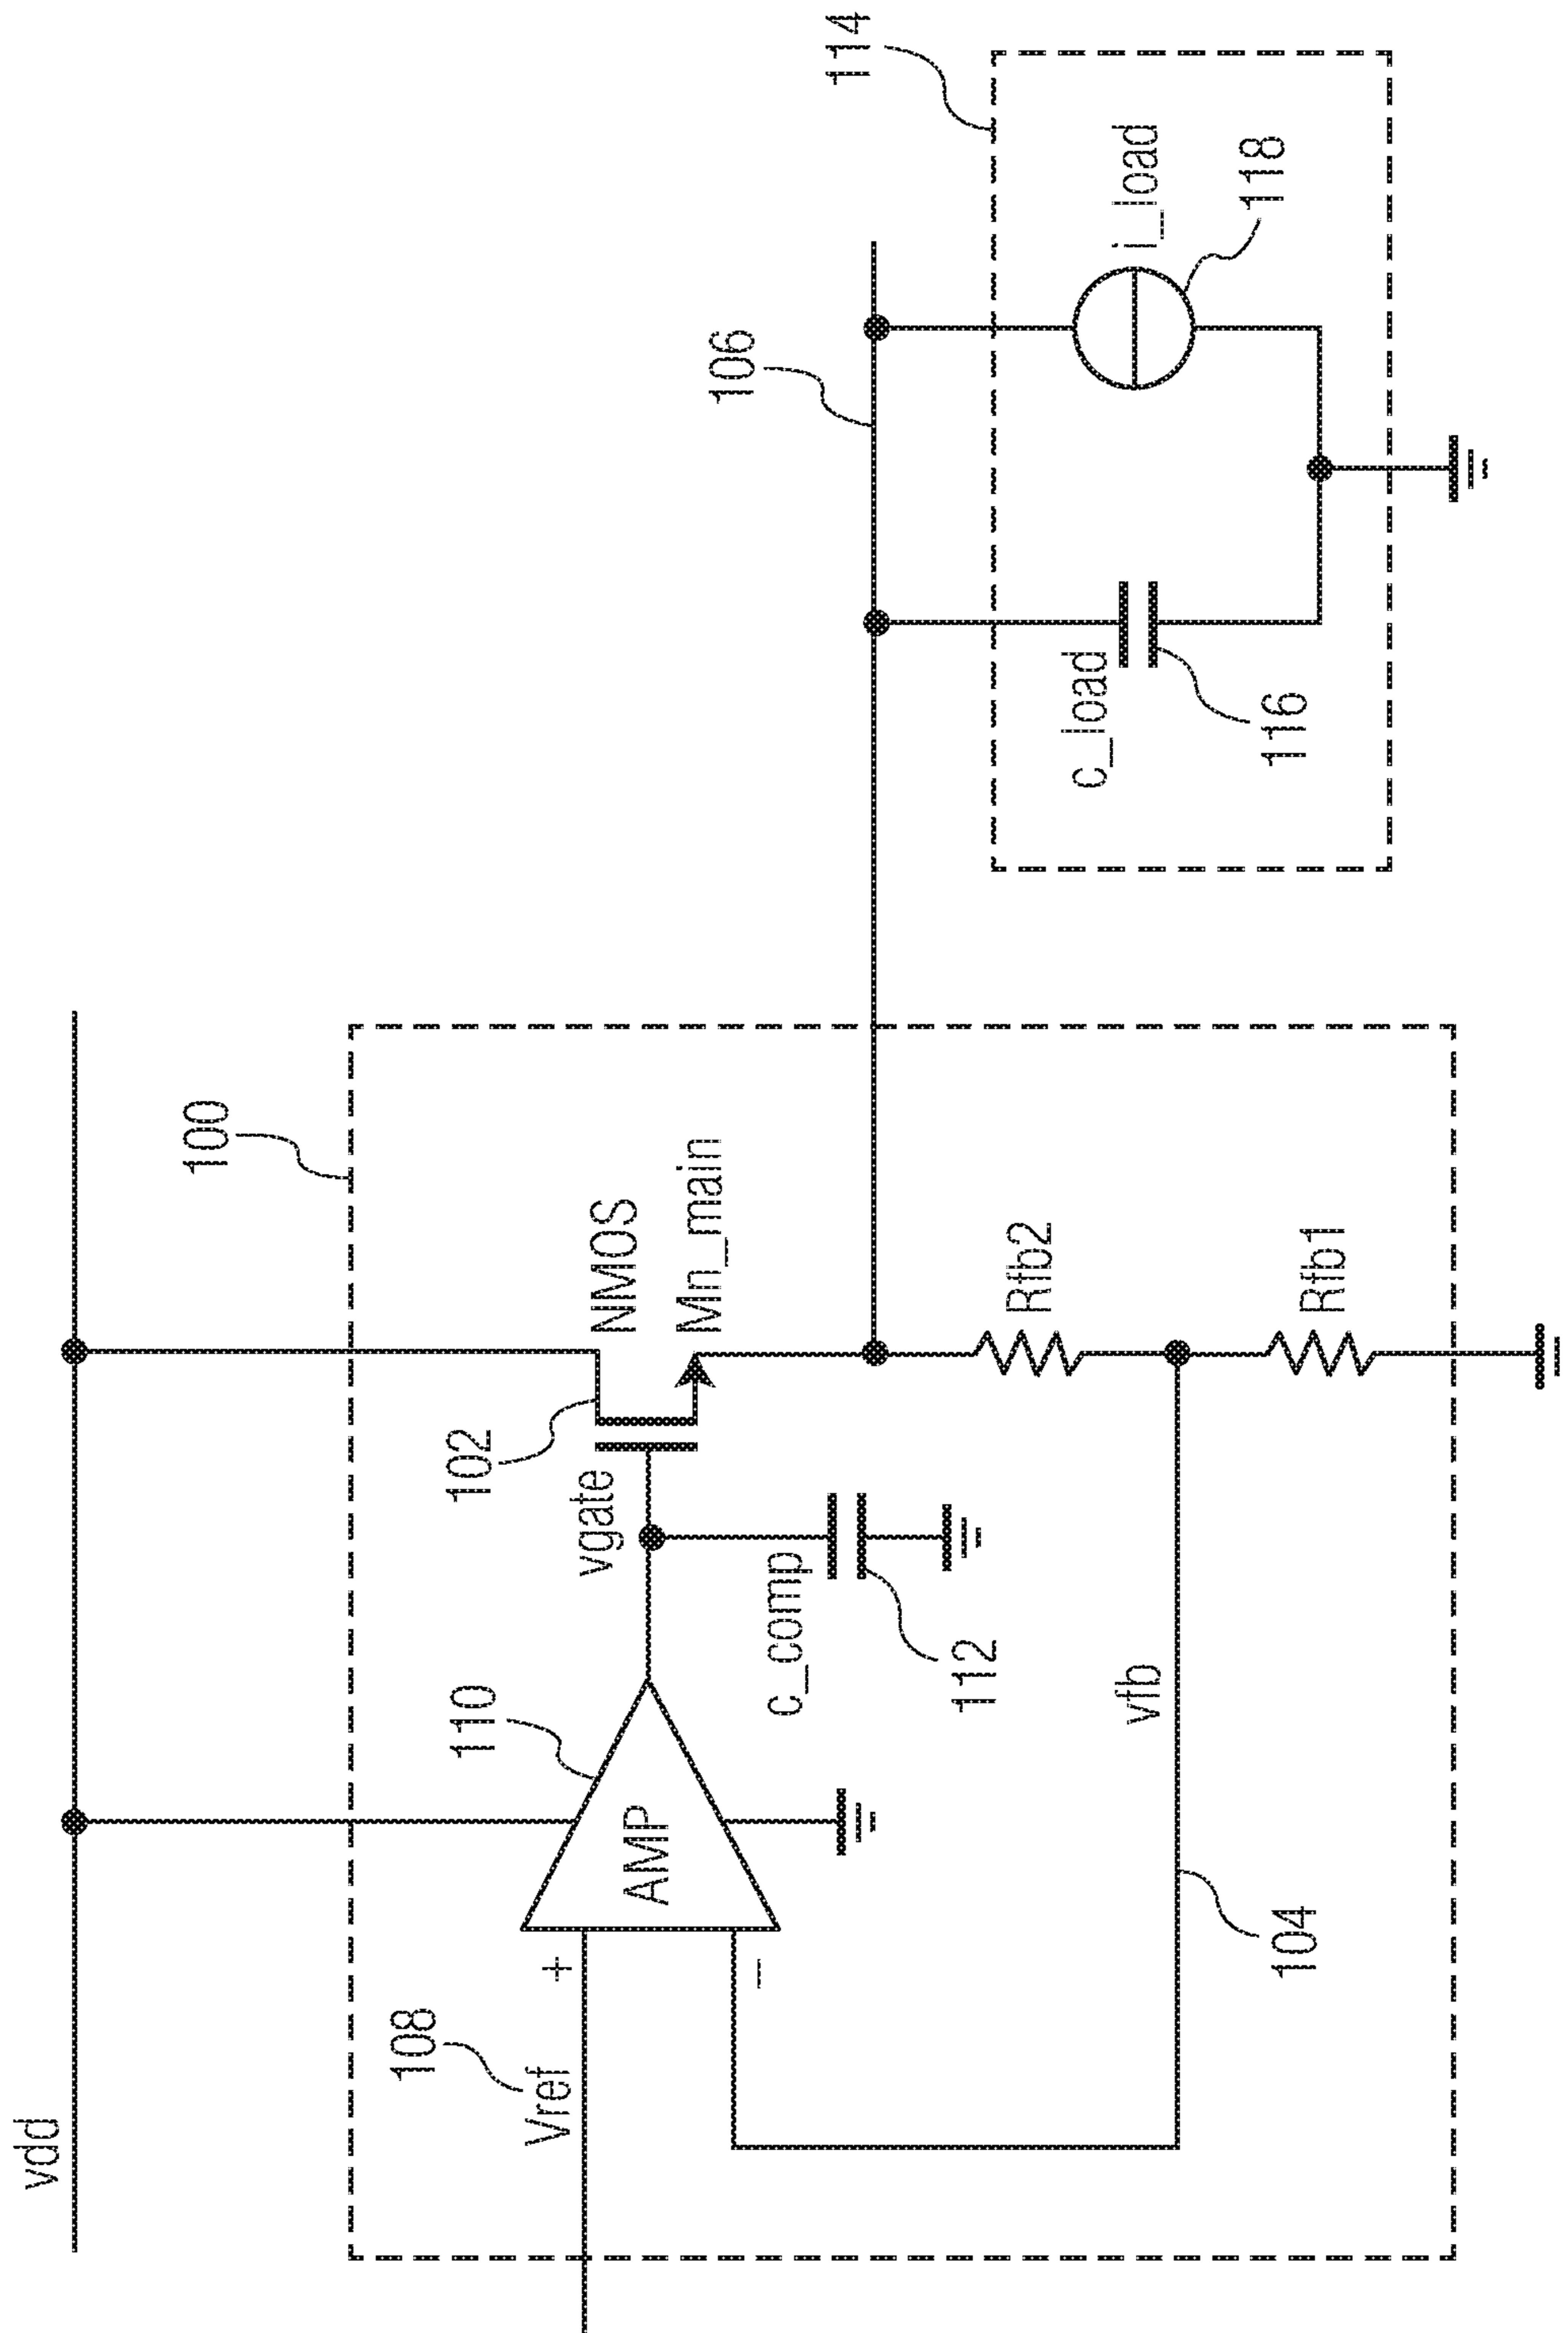 vdd
100
102
NMOS
Mn_main
vgate
110
AMP
+
−
108
Vref
c_comp
112
Rfb2
Rfb1
vfb
104
106
114
c_load
116
i_load
118